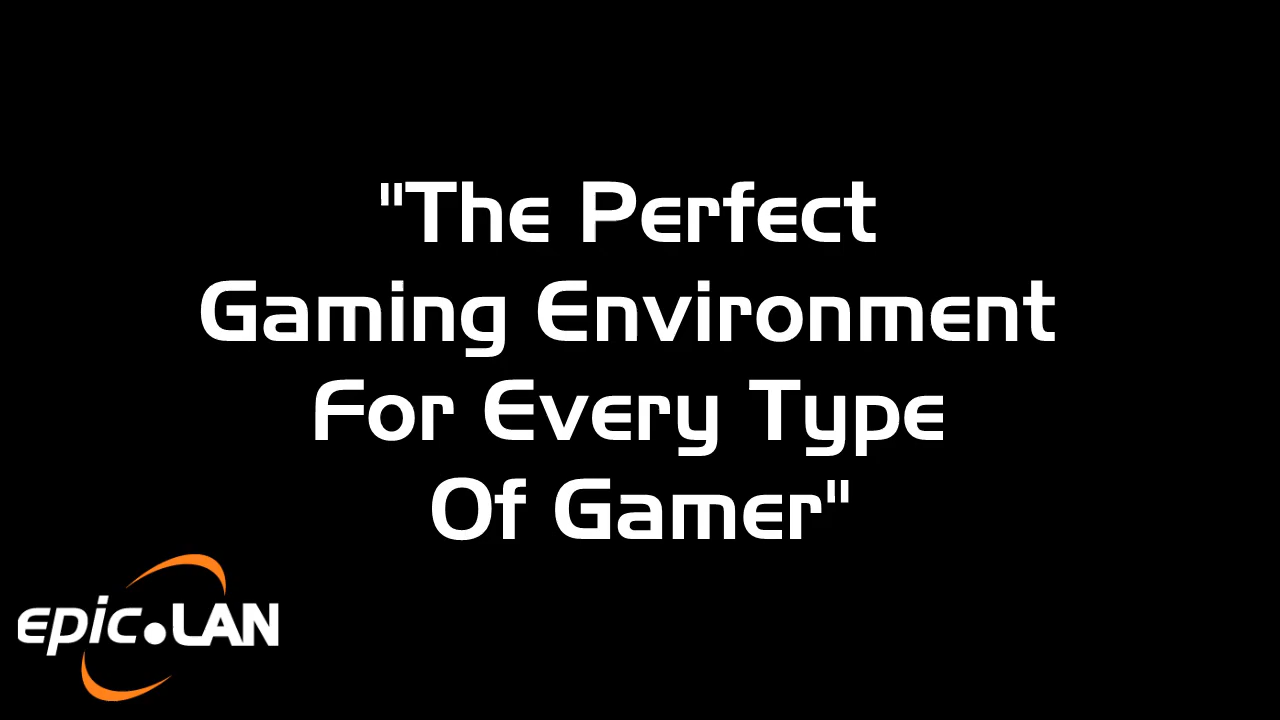 "The Perfect
Gaming Environment
For Every Type
Of Gamer"
epic.LAN